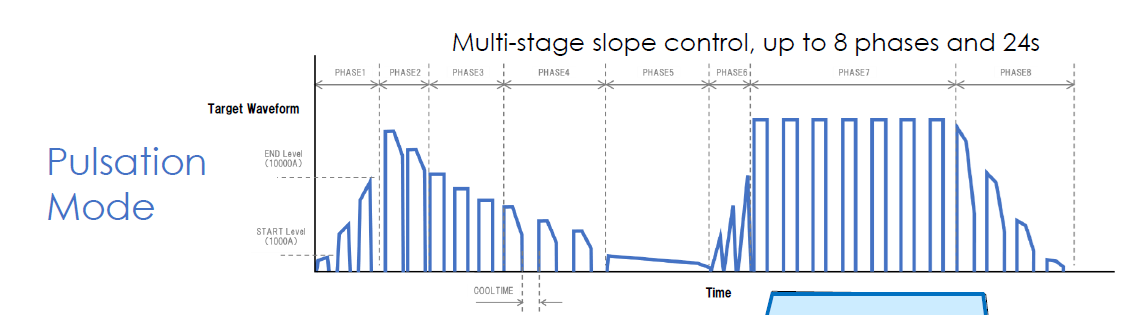 Multi-stage slope control, up to 8 phases and 24s
PHASE1 PHASE2 PHASE3 PHASE4 PHASE5 PHASE6 PHASE7 PHASE8
Target Waveform
Pulsation
Mode
END Level
(10000A)
START Level
(1000A)
COOLTIME
Time